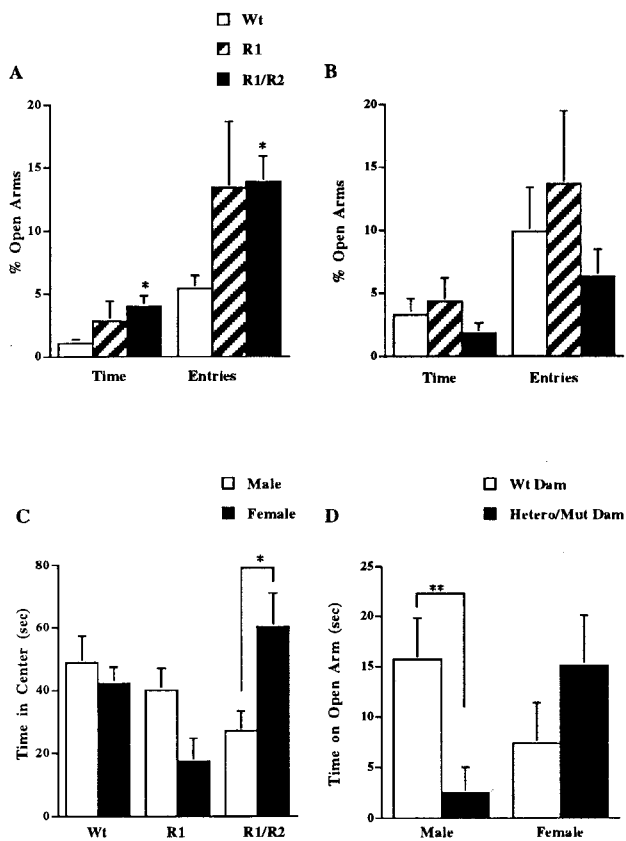 Wt
R1
R1/R2
A
B
20
15
10
5
0
% Open Arms
*
*
Time
Entries
20
15
10
5
0
% Open Arms
Time
Entries
Male
Female
C
80
60
40
20
0
Time in Center (sec)
*
Wt
R1
R1/R2
Wt Dam
Hetero/Mut Dam
D
25
20
15
10
5
0
Time on Open Arm (sec)
**
Male
Female